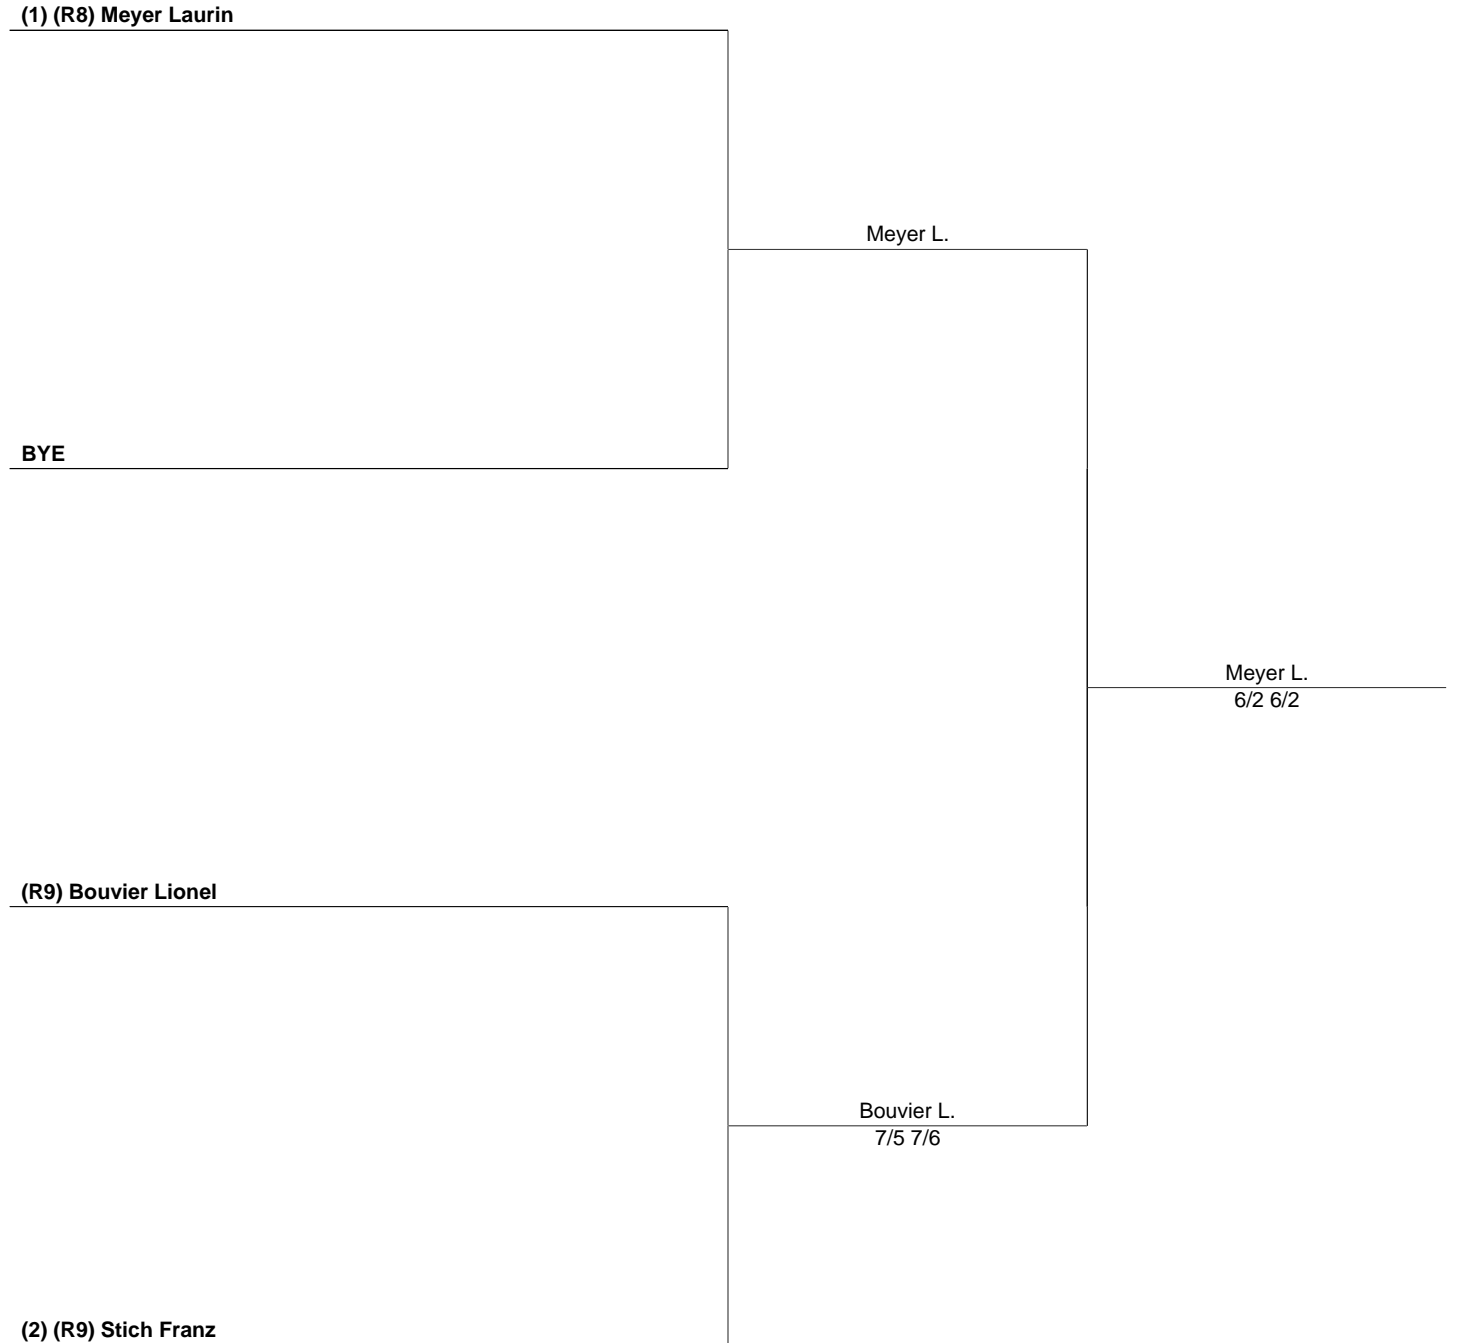 (1) (R8) Meyer Laurin
Meyer L.
BYE
Meyer L.
6/2 6/2
(R9) Bouvier Lionel
Bouvier L.
7/5 7/6
(2) (R9) Stich Franz